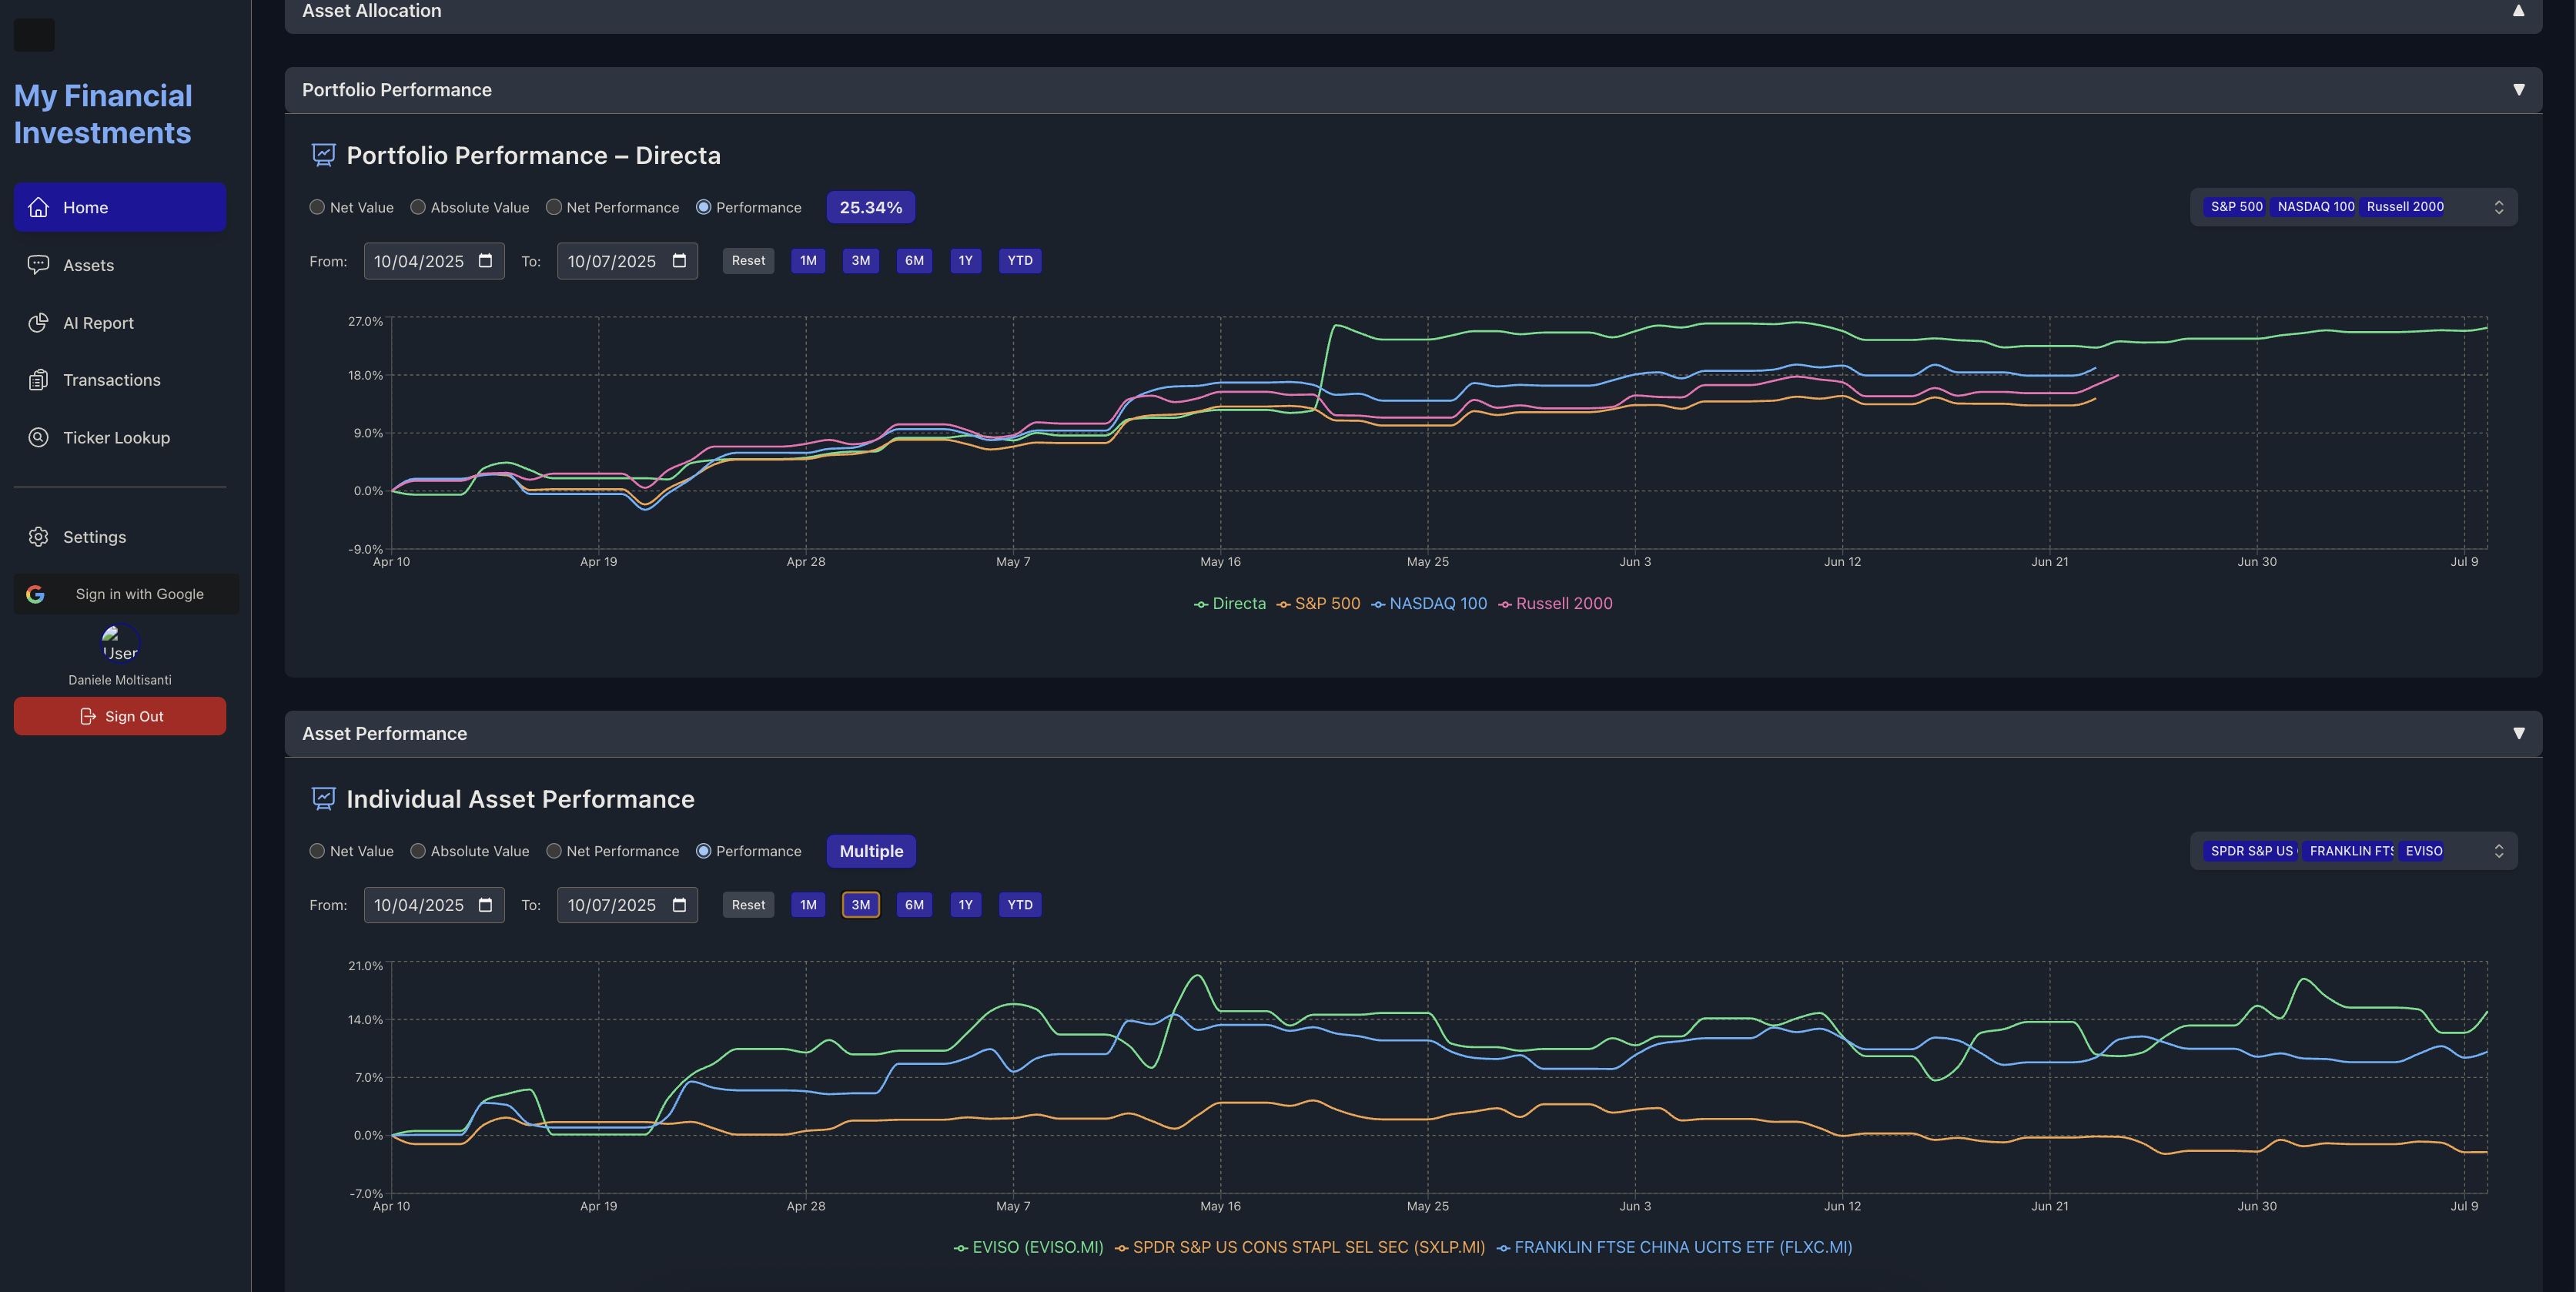 My Financial
Investments
Home
Assets
AI Report
Transactions
Ticker Lookup
Settings
Sign in with Google
User
Daniele Moltisanti
Sign Out
Asset Allocation
Portfolio Performance
Portfolio Performance – Directa
Net Value Absolute Value Net Performance Performance 25.34% S&P 500 NASDAQ 100 Russell 2000
From: 10/04/2025 To: 10/07/2025 Reset 1M 3M 6M 1Y YTD
27.0%
18.0%
9.0%
0.0%
-9.0%
Apr 10 Apr 19 Apr 28 May 7 May 16 May 25 Jun 3 Jun 12 Jun 21 Jun 30 Jul 9
Directa S&P 500 NASDAQ 100 Russell 2000
Asset Performance
Individual Asset Performance
Net Value Absolute Value Net Performance Performance Multiple SPDR S&P US FRANKLIN FTS EVISO
From: 10/04/2025 To: 10/07/2025 Reset 1M 3M 6M 1Y YTD
21.0%
14.0%
7.0%
0.0%
-7.0%
Apr 10 Apr 19 Apr 28 May 7 May 16 May 25 Jun 3 Jun 12 Jun 21 Jun 30 Jul 9
EVISO (EVISO.MI) SPDR S&P US CONS STAPL SEL SEC (SXLP.MI) FRANKLIN FTSE CHINA UCITS ETF (FLXC.MI)